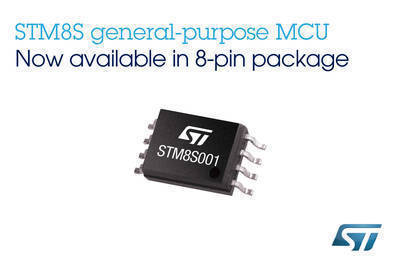 STM8S general-purpose MCU
Now available in 8-pin package
ST
STM8S001
ST